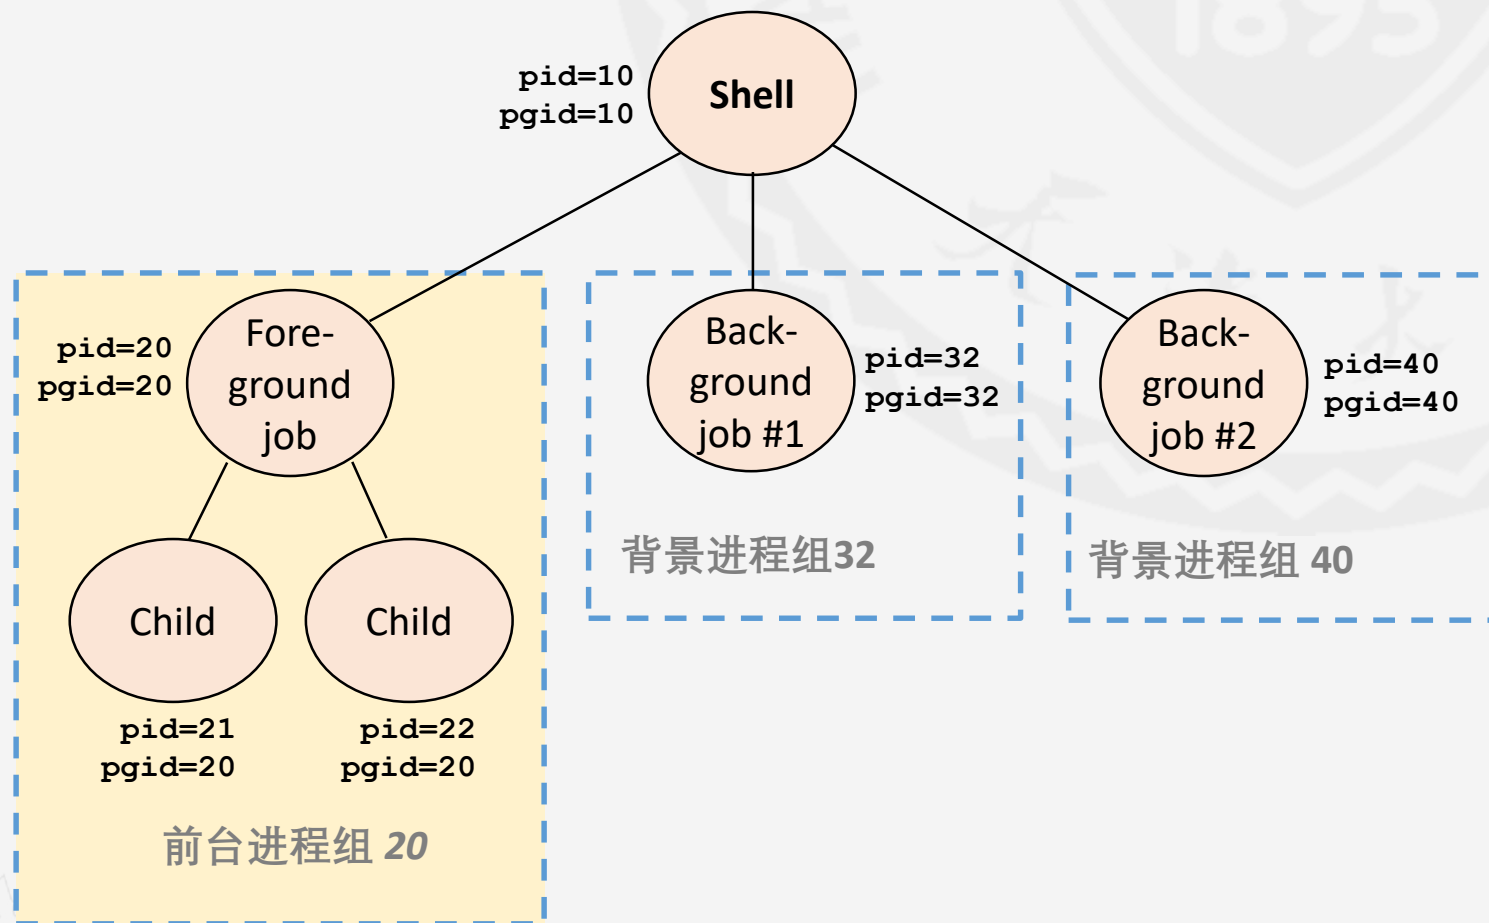 1893
pid=10
pgid=10
Shell
pid=20
pgid=20
Fore-
ground
job
Back-
ground
job #1
pid=32
pgid=32
Back-
ground
job #2
pid=40
pgid=40
Child
Child
pid=21
pgid=20
pid=22
pgid=20
背景进程组32
背景进程组 40
前台进程组 20